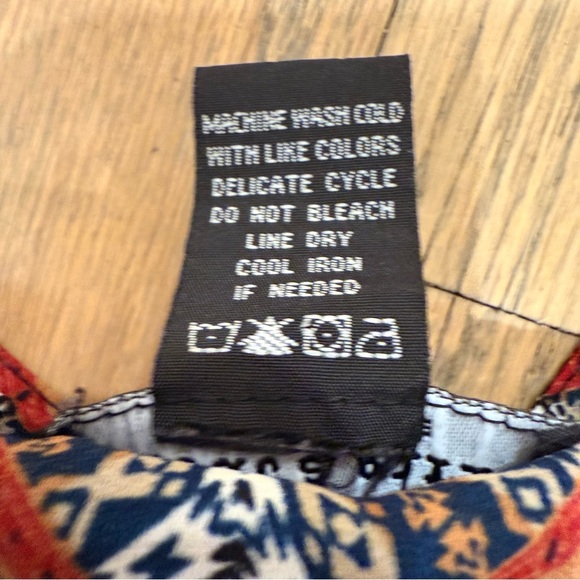 MACHINE WASH COLD
WITH LIKE COLORS
DELICATE CYCLE
DO NOT BLEACH
LINE DRY
COOL IRON
IF NEEDED